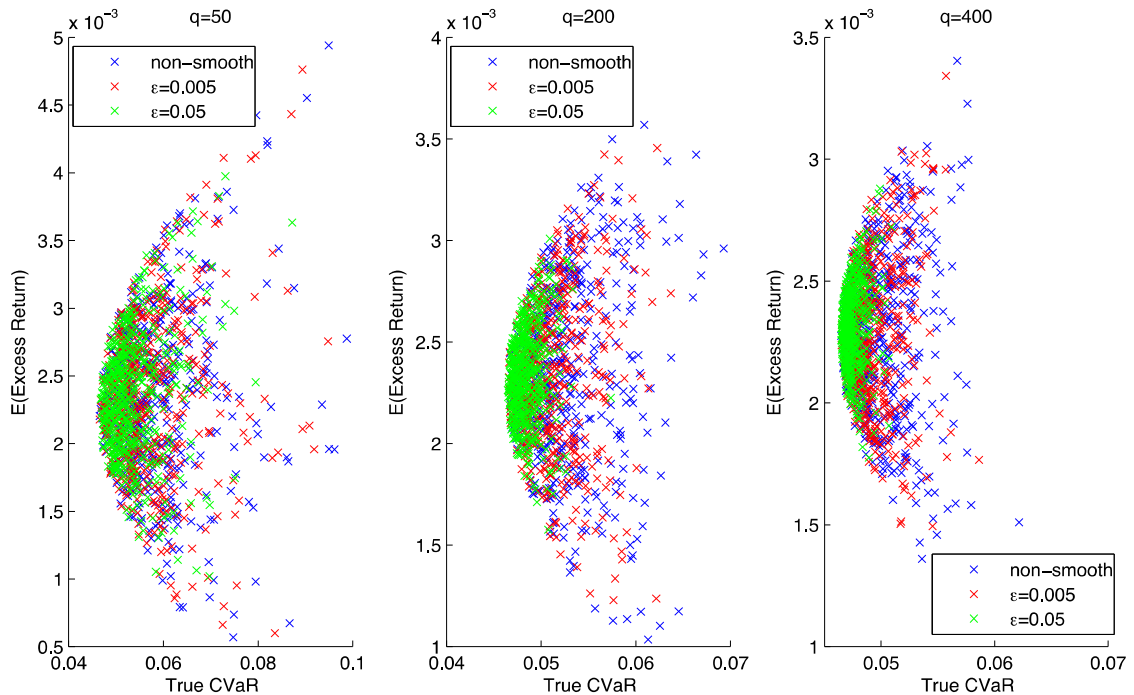 x 10⁻³
q=50
5
4.5
4
3.5
3
2.5
2
1.5
1
0.5
E(Excess Return)
non-smooth
ε=0.005
ε=0.05
0.04 0.06 0.08 0.1
True CVaR
x 10⁻³
q=200
4
3.5
3
2.5
2
1.5
1
E(Excess Return)
non-smooth
ε=0.005
ε=0.05
0.04 0.05 0.06 0.07
True CVaR
x 10⁻³
q=400
3.5
3
2.5
2
1.5
1
E(Excess Return)
non-smooth
ε=0.005
ε=0.05
0.05 0.06 0.07
True CVaR